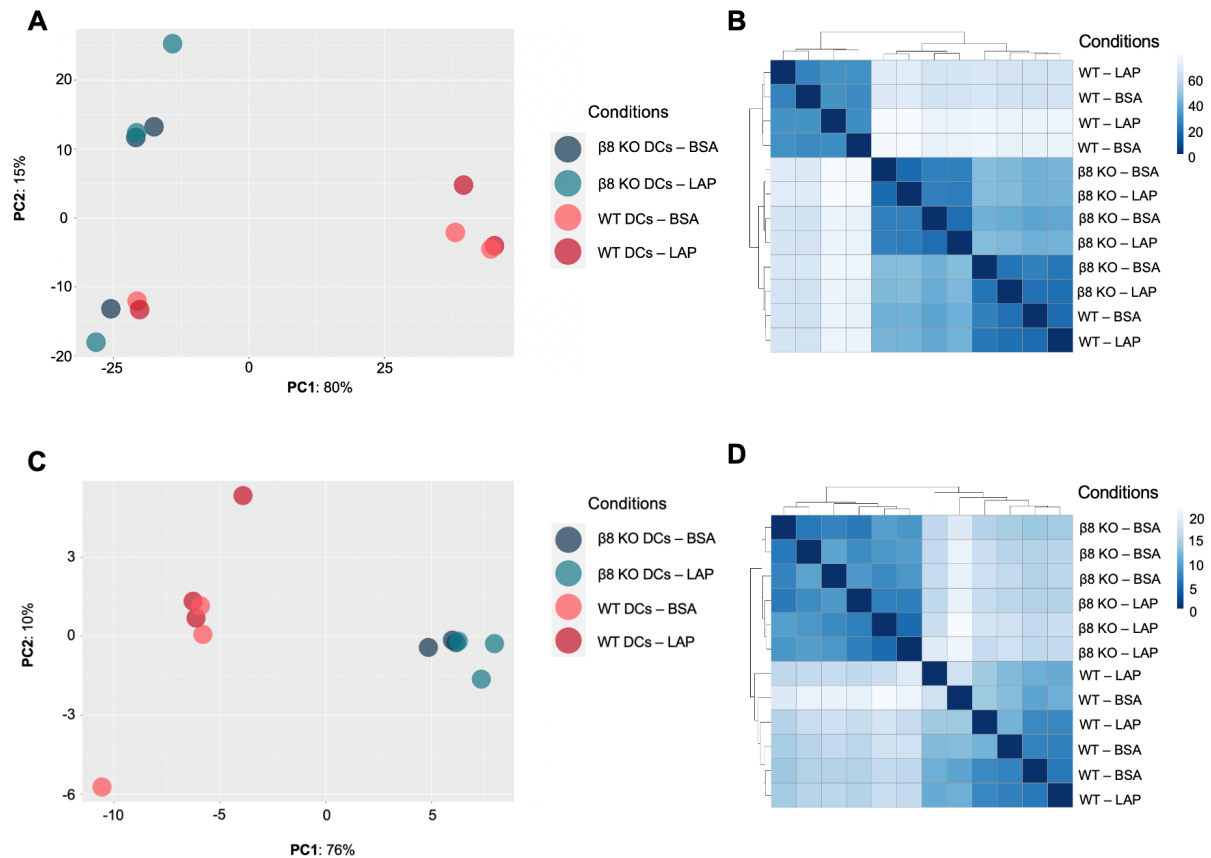 A
20
10
0
-10
-20
-25
0
25
PC2: 15%
PC1: 80%
Conditions
β8 KO DCs – BSA
β8 KO DCs – LAP
WT DCs – BSA
WT DCs – LAP
B
Conditions
WT – LAP
WT – BSA
WT – LAP
WT – BSA
β8 KO – BSA
β8 KO – LAP
β8 KO – BSA
β8 KO – LAP
β8 KO – BSA
β8 KO – LAP
WT – BSA
WT – LAP
60
40
20
0
C
3
0
-3
-6
-10
-5
0
5
PC2: 10%
PC1: 76%
Conditions
β8 KO DCs – BSA
β8 KO DCs – LAP
WT DCs – BSA
WT DCs – LAP
D
Conditions
β8 KO – BSA
β8 KO – BSA
β8 KO – BSA
β8 KO – LAP
β8 KO – LAP
β8 KO – LAP
WT – LAP
WT – BSA
WT – LAP
WT – BSA
WT – BSA
WT – LAP
20
15
10
5
0